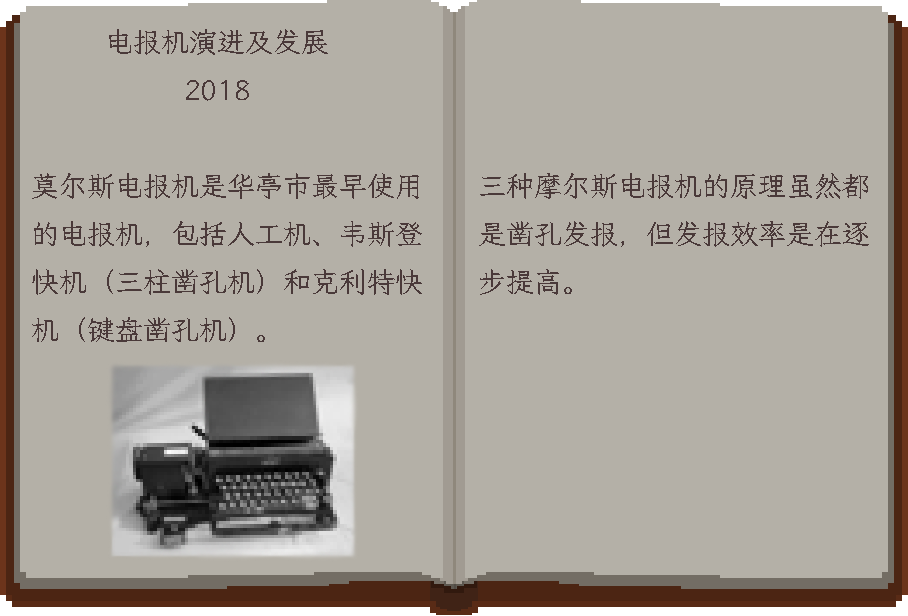 电报机演进及发展
2018
莫尔斯电报机是华亭市最早使用
的电报机，包括人工机、韦斯登
快机（三柱凿孔机）和克利特快
机（键盘凿孔机）。
三种摩尔斯电报机的原理虽然都
是凿孔发报，但发报效率是在逐
步提高。